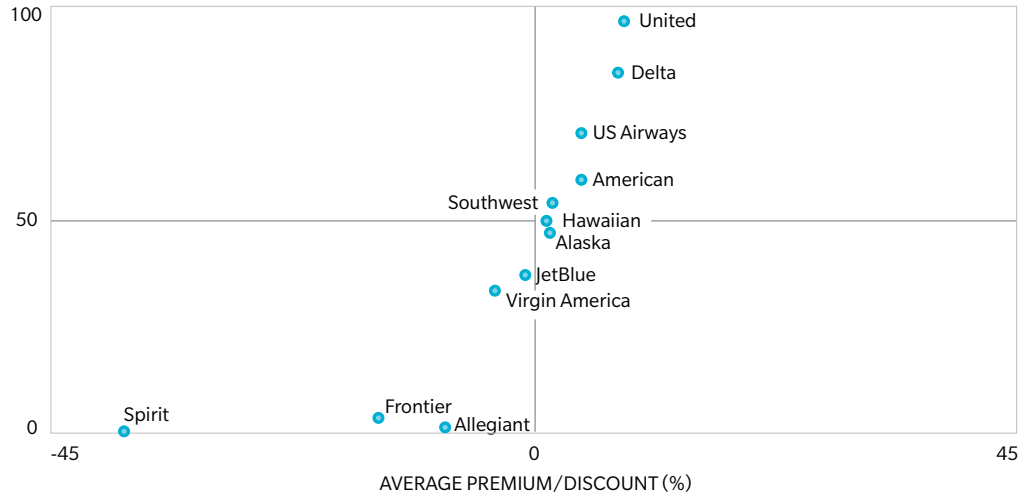 100
United
Delta
US Airways
American
Southwest
50
Hawaiian
Alaska
JetBlue
Virgin America
Spirit
Frontier
Allegiant
0
-45
0
45
AVERAGE PREMIUM/DISCOUNT (%)